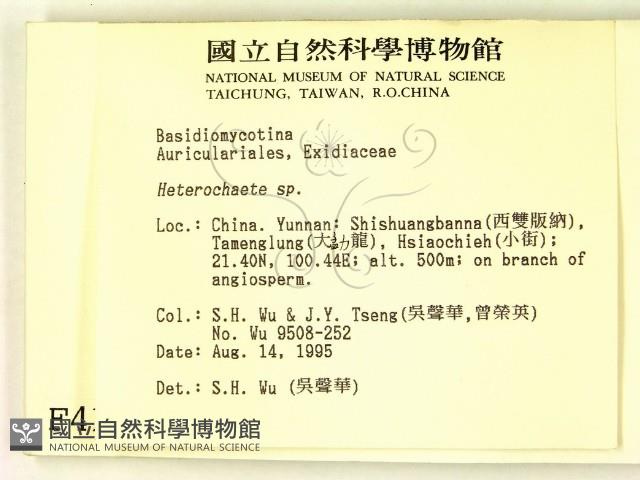 國立自然科學博物館
NATIONAL MUSEUM OF NATURAL SCIENCE
TAICHUNG, TAIWAN, R.O.CHINA
Basidiomycotina
Auriculariales, Exidiaceae
Heterochaete sp.
Loc.: China. Yunnan: Shishuangbanna(西雙版納),
Tamenglung(大勐龍), Hsiaochieh(小街);
21.40N, 100.44E; alt. 500m; on branch of
angiosperm.
Col.: S.H. Wu & J.Y. Tseng(吳聲華,曾榮英)
No. Wu 9508-252
Date: Aug. 14, 1995
Det.: S.H. Wu (吳聲華)
F4
國立自然科學博物館
NATIONAL MUSEUM OF NATURAL SCIENCE